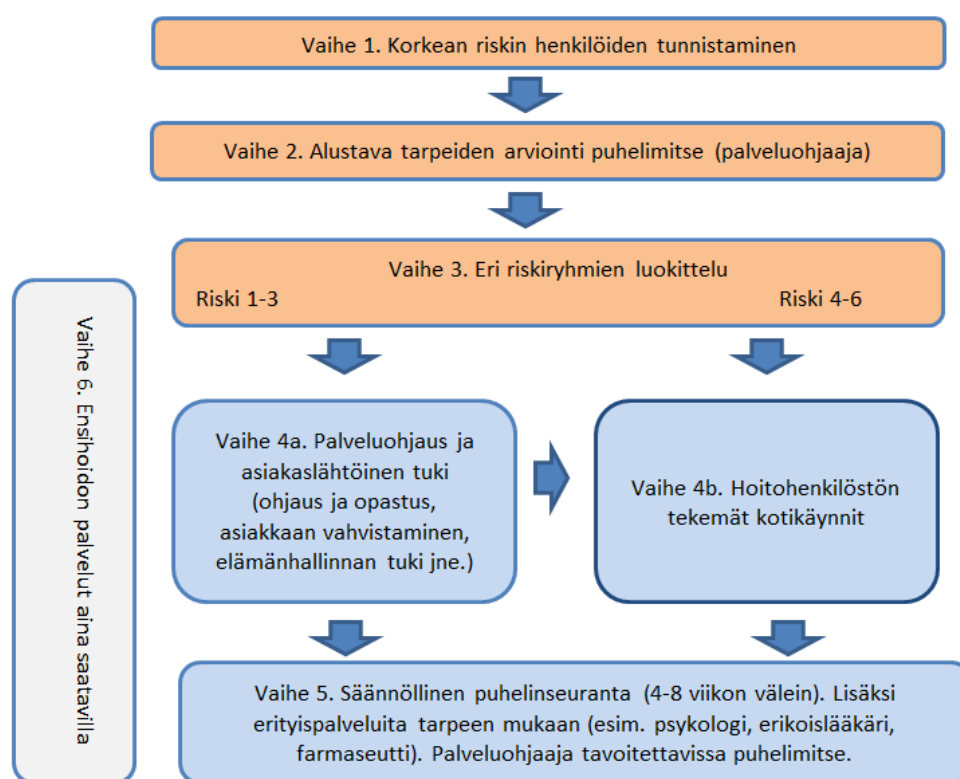 Vaihe 1. Korkean riskin henkilöiden tunnistaminen
Vaihe 2. Alustava tarpeiden arviointi puhelimitse (palveluohjaaja)
Vaihe 3. Eri riskiryhmien luokittelu
Riski 1-3
Riski 4-6
Vaihe 4a. Palveluohjaus ja
asiakaslähtöinen tuki
(ohjaus ja opastus,
asiakkaan vahvistaminen,
elämänhallinnan tuki jne.)
Vaihe 4b. Hoitohenkilöstön
tekemät kotikäynnit
Vaihe 5. Säännöllinen puhelinseuranta (4-8 viikon välein). Lisäksi
erityispalveluita tarpeen mukaan (esim. psykologi, erikoislääkäri,
farmaseutti). Palveluohjaaja tavoitettavissa puhelimitse.
Vaihe 6. Ensihoidon palvelut aina saatavilla